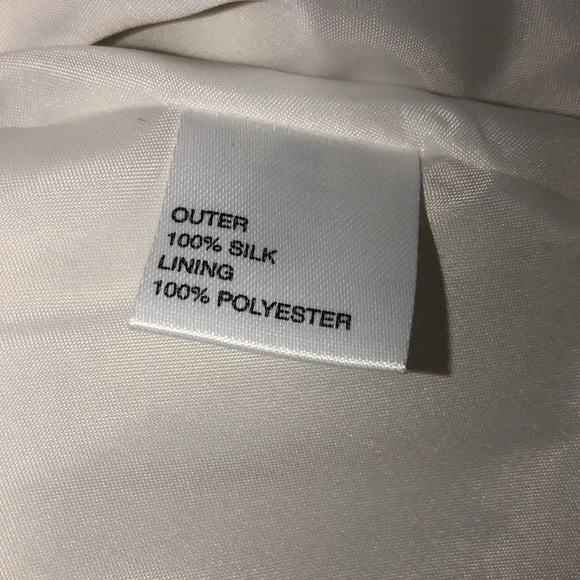 OUTER
100% SILK
LINING
100% POLYESTER